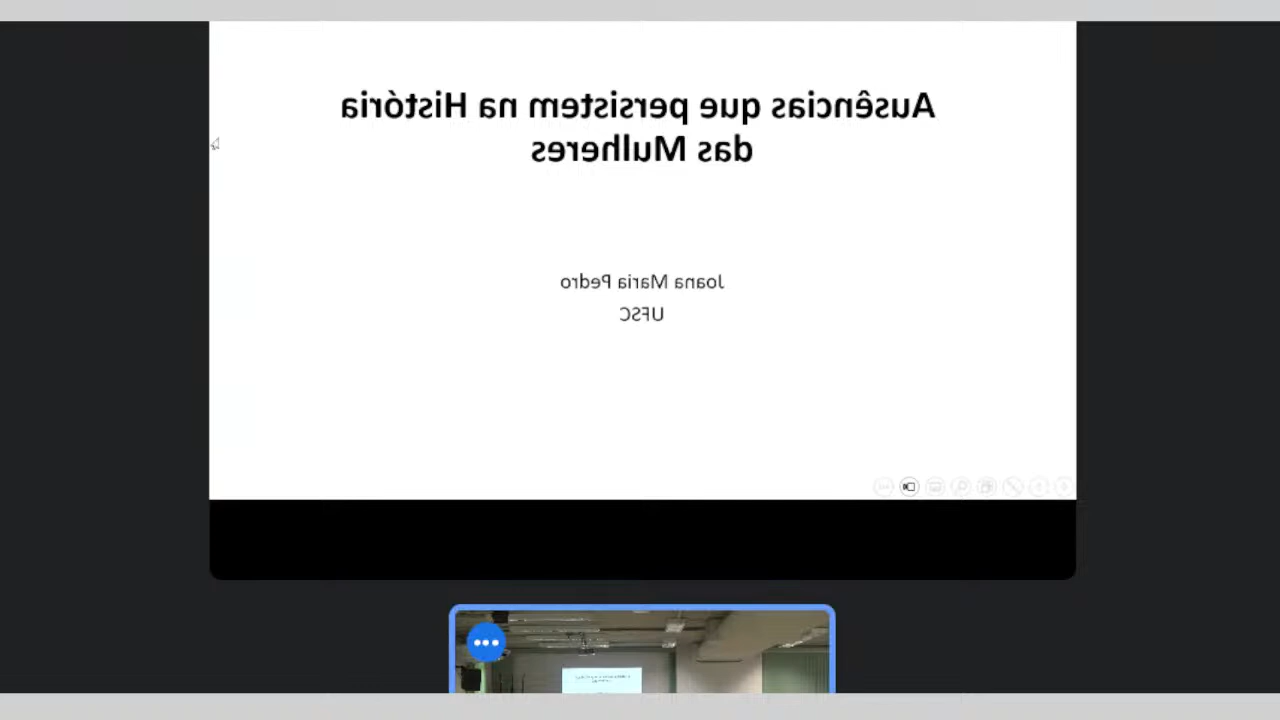 Ausências que persistem na História
das Mulheres
Joana Maria Pedro
UFSC